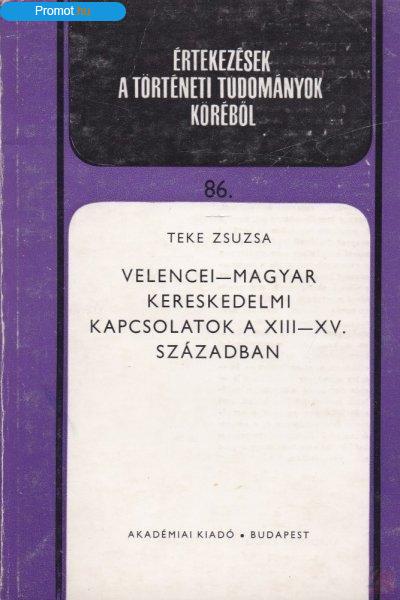 Promot.hu
ÉRTEKEZÉSEK
A TÖRTÉNETI TUDOMÁNYOK
KÖRÉBŐL
86.
TEKE ZSUZSA
VELENCEI—MAGYAR
KERESKEDELMI
KAPCSOLATOK A XIII—XV.
SZÁZADBAN
AKADÉMIAI KIADÓ • BUDAPEST